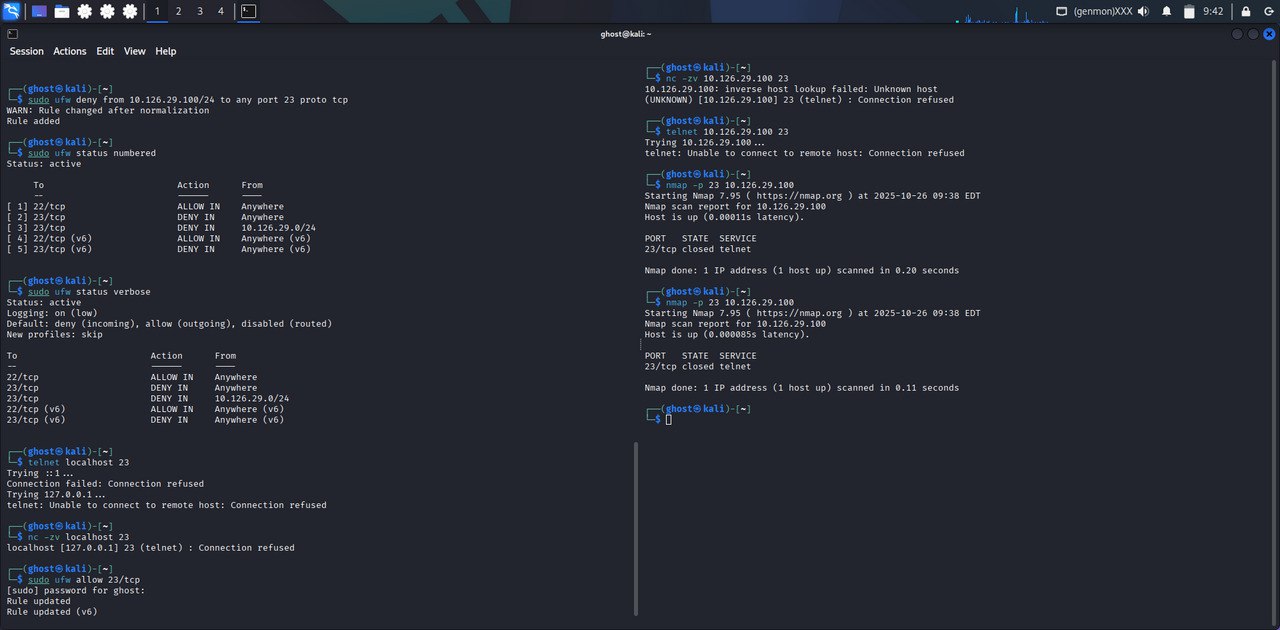 1 2 3 4
(genmon)XXX
9:42
ghost@kali: ~
Session Actions Edit View Help
┌──(ghost㉿kali)-[~]
└─$ sudo ufw deny from 10.126.29.100/24 to any port 23 proto tcp
WARN: Rule changed after normalization
Rule added
┌──(ghost㉿kali)-[~]
└─$ sudo ufw status numbered
Status: active
To Action From
-- ------ ----
[ 1] 22/tcp ALLOW IN Anywhere
[ 2] 23/tcp DENY IN Anywhere
[ 3] 23/tcp DENY IN 10.126.29.0/24
[ 4] 22/tcp (v6) ALLOW IN Anywhere (v6)
[ 5] 23/tcp (v6) DENY IN Anywhere (v6)
┌──(ghost㉿kali)-[~]
└─$ sudo ufw status verbose
Status: active
Logging: on (low)
Default: deny (incoming), allow (outgoing), disabled (routed)
New profiles: skip
To Action From
-- ------ ----
22/tcp ALLOW IN Anywhere
23/tcp DENY IN Anywhere
23/tcp DENY IN 10.126.29.0/24
22/tcp (v6) ALLOW IN Anywhere (v6)
23/tcp (v6) DENY IN Anywhere (v6)
┌──(ghost㉿kali)-[~]
└─$ telnet localhost 23
Trying ::1...
Connection failed: Connection refused
Trying 127.0.0.1...
telnet: Unable to connect to remote host: Connection refused
┌──(ghost㉿kali)-[~]
└─$ nc -zv localhost 23
localhost [127.0.0.1] 23 (telnet) : Connection refused
┌──(ghost㉿kali)-[~]
└─$ sudo ufw allow 23/tcp
[sudo] password for ghost:
Rule updated
Rule updated (v6)
┌──(ghost㉿kali)-[~]
└─$ nc -zv 10.126.29.100 23
10.126.29.100: inverse host lookup failed: Unknown host
(UNKNOWN) [10.126.29.100] 23 (telnet) : Connection refused
┌──(ghost㉿kali)-[~]
└─$ telnet 10.126.29.100 23
Trying 10.126.29.100...
telnet: Unable to connect to remote host: Connection refused
┌──(ghost㉿kali)-[~]
└─$ nmap -p 23 10.126.29.100
Starting Nmap 7.95 ( https://nmap.org ) at 2025-10-26 09:38 EDT
Nmap scan report for 10.126.29.100
Host is up (0.00011s latency).
PORT STATE SERVICE
23/tcp closed telnet
Nmap done: 1 IP address (1 host up) scanned in 0.20 seconds
┌──(ghost㉿kali)-[~]
└─$ nmap -p 23 10.126.29.100
Starting Nmap 7.95 ( https://nmap.org ) at 2025-10-26 09:38 EDT
Nmap scan report for 10.126.29.100
Host is up (0.000085s latency).
PORT STATE SERVICE
23/tcp closed telnet
Nmap done: 1 IP address (1 host up) scanned in 0.11 seconds
┌──(ghost㉿kali)-[~]
└─$